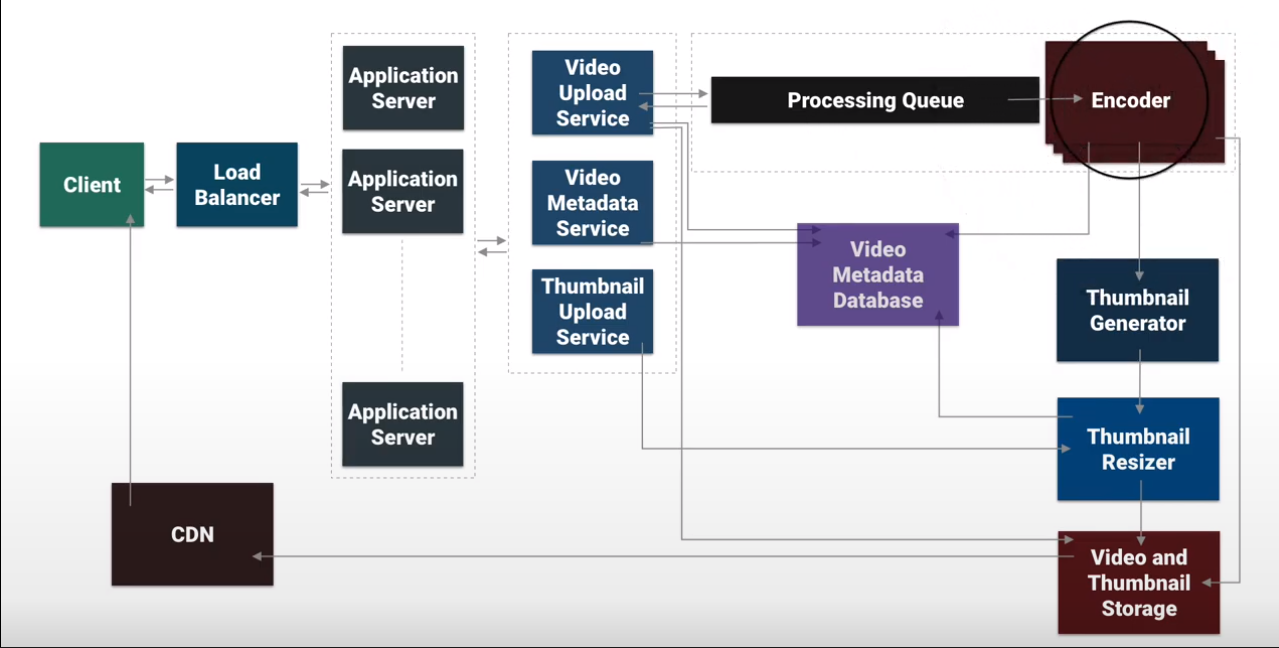 Client
Load
Balancer
Application
Server
Application
Server
Application
Server
Video
Upload
Service
Video
Metadata
Service
Thumbnail
Upload
Service
Processing Queue
Encoder
Video
Metadata
Database
Thumbnail
Generator
Thumbnail
Resizer
Video and
Thumbnail
Storage
CDN